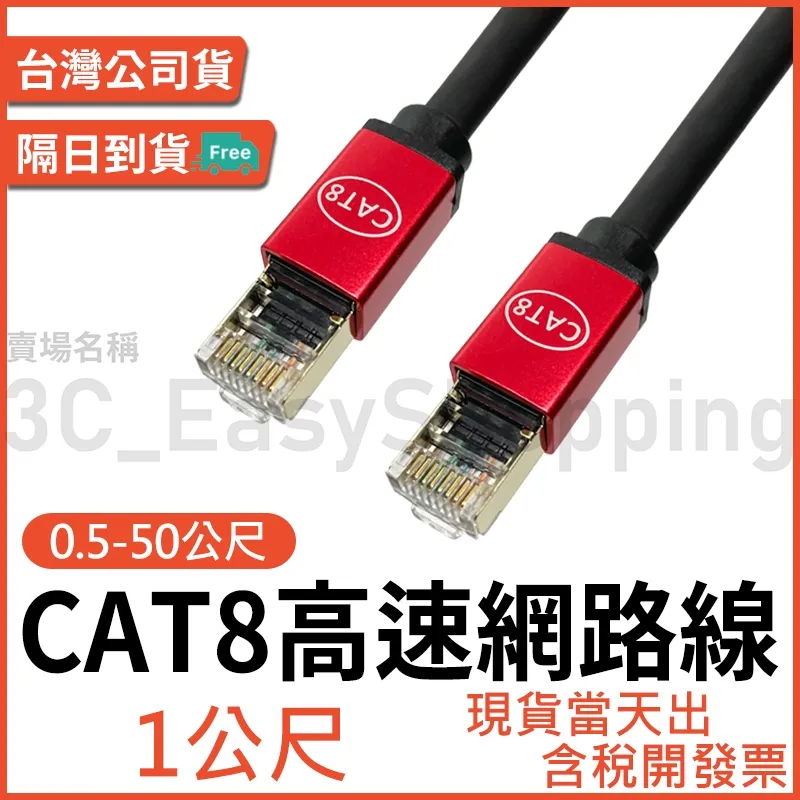 台灣公司貨
隔日到貨 Free
CAT8
CAT8
賣場名稱
3C_EasyShopping
0.5-50公尺
CAT8高速網路線
1公尺
現貨當天出
含稅開發票